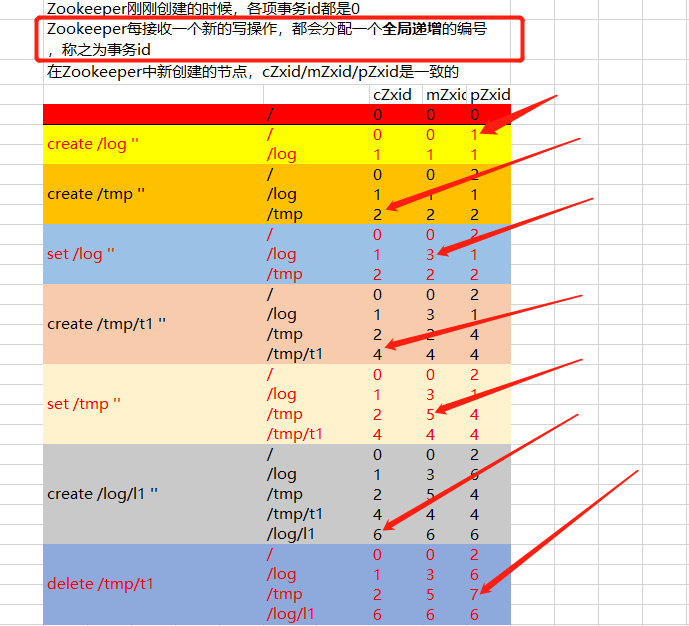 Zookeeper刚刚创建的时候，各项事务id都是0
Zookeeper每接收一个新的写操作，都会分配一个全局递增的编号
，称之为事务id
在Zookeeper中新创建的节点，cZxid/mZxid/pZxid是一致的
cZxid mZxid pZxid
/ 0 0 0
create /log ''
/ 0 0 1
/log 1 1 1
create /tmp ''
/ 0 0 2
/log 1 1 1
/tmp 2 2 2
set /log ''
/ 0 0 2
/log 1 3 1
/tmp 2 2 2
create /tmp/t1 ''
/ 0 0 2
/log 1 3 1
/tmp 2 2 4
/tmp/t1 4 4 4
set /tmp ''
/ 0 0 2
/log 1 3 1
/tmp 2 5 4
/tmp/t1 4 4 4
create /log/l1 ''
/ 0 0 2
/log 1 3 6
/tmp 2 5 4
/tmp/t1 4 4 4
/log/l1 6 6 6
delete /tmp/t1
/ 0 0 2
/log 1 3 6
/tmp 2 5 7
/log/l1 6 6 6